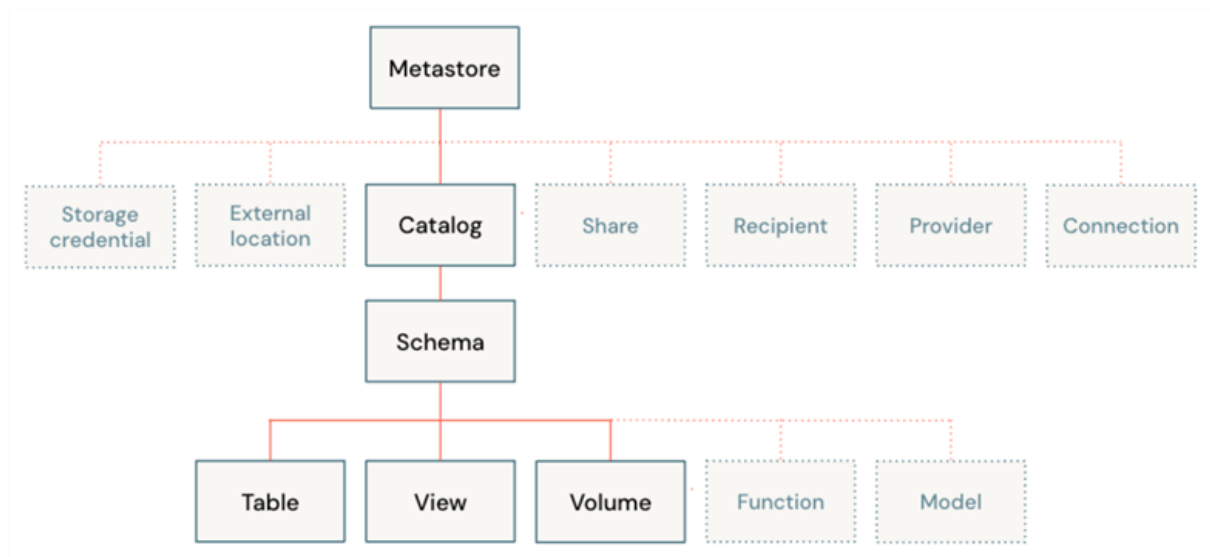 Metastore
Storage
credential
External
location
Catalog
Share
Recipient
Provider
Connection
Schema
Table
View
Volume
Function
Model